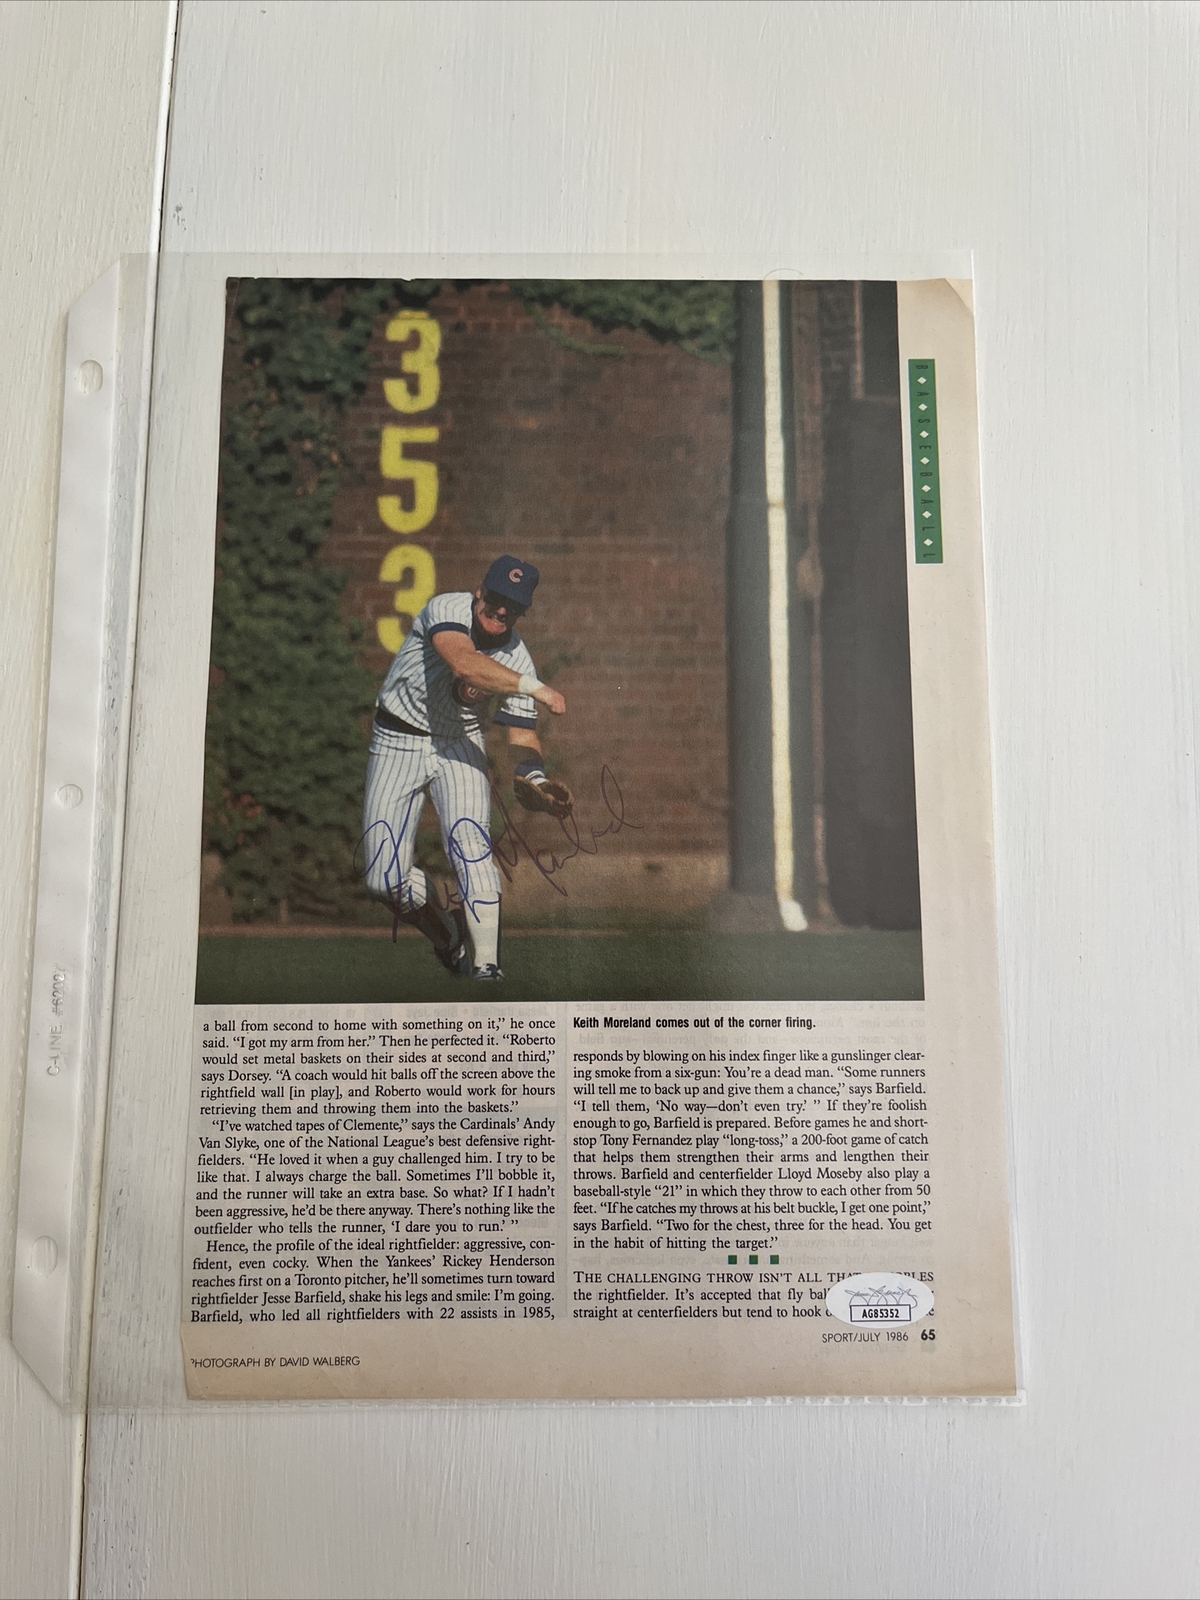 3
5
3
C
BASEBALL
Keith Moreland
C-LINE #62027
a ball from second to home with something on it,” he once
said. “I got my arm from her.” Then he perfected it. “Roberto
would set metal baskets on their sides at second and third,”
says Dorsey. “A coach would hit balls off the screen above the
rightfield wall [in play], and Roberto would work for hours
retrieving them and throwing them into the baskets.”
“I’ve watched tapes of Clemente,” says the Cardinals’ Andy
Van Slyke, one of the National League’s best defensive right-
fielders. “He loved it when a guy challenged him. I try to be
like that. I always charge the ball. Sometimes I’ll bobble it,
and the runner will take an extra base. So what? If I hadn’t
been aggressive, he’d be there anyway. There’s nothing like the
outfielder who tells the runner, ‘I dare you to run.’ ”
Hence, the profile of the ideal rightfielder: aggressive, con-
fident, even cocky. When the Yankees’ Rickey Henderson
reaches first on a Toronto pitcher, he’ll sometimes turn toward
rightfielder Jesse Barfield, shake his legs and smile: I’m going.
Barfield, who led all rightfielders with 22 assists in 1985,
Keith Moreland comes out of the corner firing.
responds by blowing on his index finger like a gunslinger clear-
ing smoke from a six-gun: You’re a dead man. “Some runners
will tell me to back up and give them a chance,” says Barfield.
“I tell them, ‘No way—don’t even try.’ ” If they’re foolish
enough to go, Barfield is prepared. Before games he and short-
stop Tony Fernandez play “long-toss,” a 200-foot game of catch
that helps them strengthen their arms and lengthen their
throws. Barfield and centerfielder Lloyd Moseby also play a
baseball-style “21” in which they throw to each other from 50
feet. “If he catches my throws at his belt buckle, I get one point,”
says Barfield. “Two for the chest, three for the head. You get
in the habit of hitting the target.”
THE CHALLENGING THROW ISN’T ALL THAT
the rightfielder. It’s accepted that fly
straight at centerfielders but tend to hook
AG85352
SPORT/JULY 1986 65
PHOTOGRAPH BY DAVID WALBERG